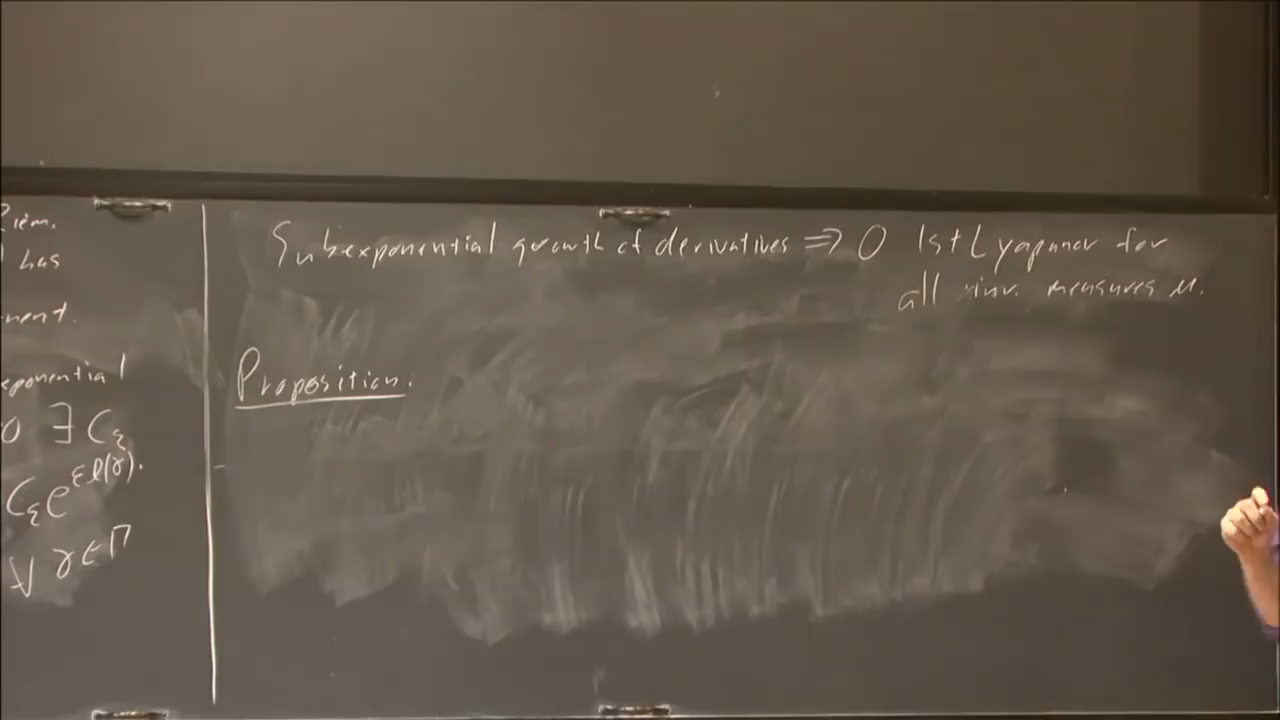 Riem.
has
nent.
exponential
0 ∃ C_ε
C_ε e^{εl(γ)}.
∀ γ ∈ Γ
Subexponential growth of derivatives ⇒ 0 1st Lyapunov for
all inv. measures μ.
Proposition.